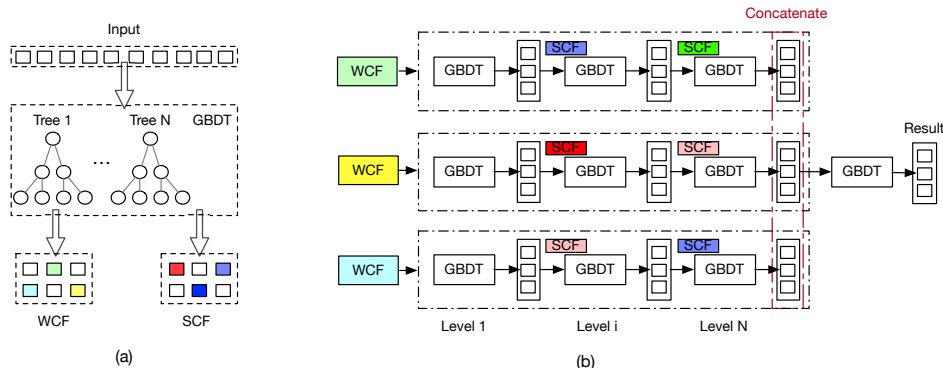 Input
Tree 1 Tree N GBDT
...
WCF SCF
(a)
Concatenate
SCF SCF
WCF GBDT GBDT GBDT
Result
SCF SCF
WCF GBDT GBDT GBDT GBDT
SCF SCF
WCF GBDT GBDT GBDT
Level 1 Level i Level N
(b)